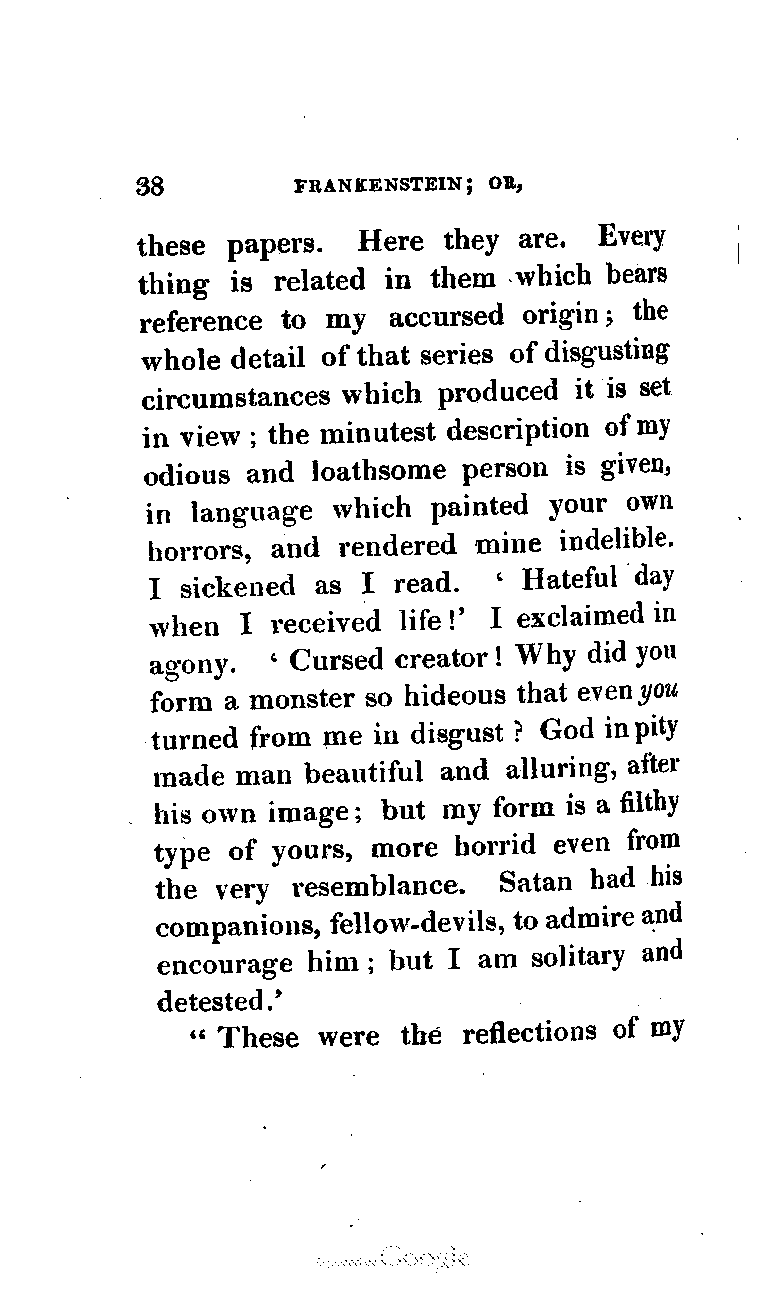 38 FRANKENSTEIN; OR,
these papers. Here they are. Every
thing is related in them which bears
reference to my accursed origin; the
whole detail of that series of disgusting
circumstances which produced it is set
in view; the minutest description of my
odious and loathsome person is given,
in language which painted your own
horrors, and rendered mine indelible.
I sickened as I read. ‘ Hateful day
when I received life!’ I exclaimed in
agony. ‘ Cursed creator! Why did you
form a monster so hideous that even you
turned from me in disgust? God in pity
made man beautiful and alluring, after
his own image; but my form is a filthy
type of yours, more horrid even from
the very resemblance. Satan had his
companions, fellow-devils, to admire and
encourage him; but I am solitary and
detested.’
“ These were the reflections of my
Google